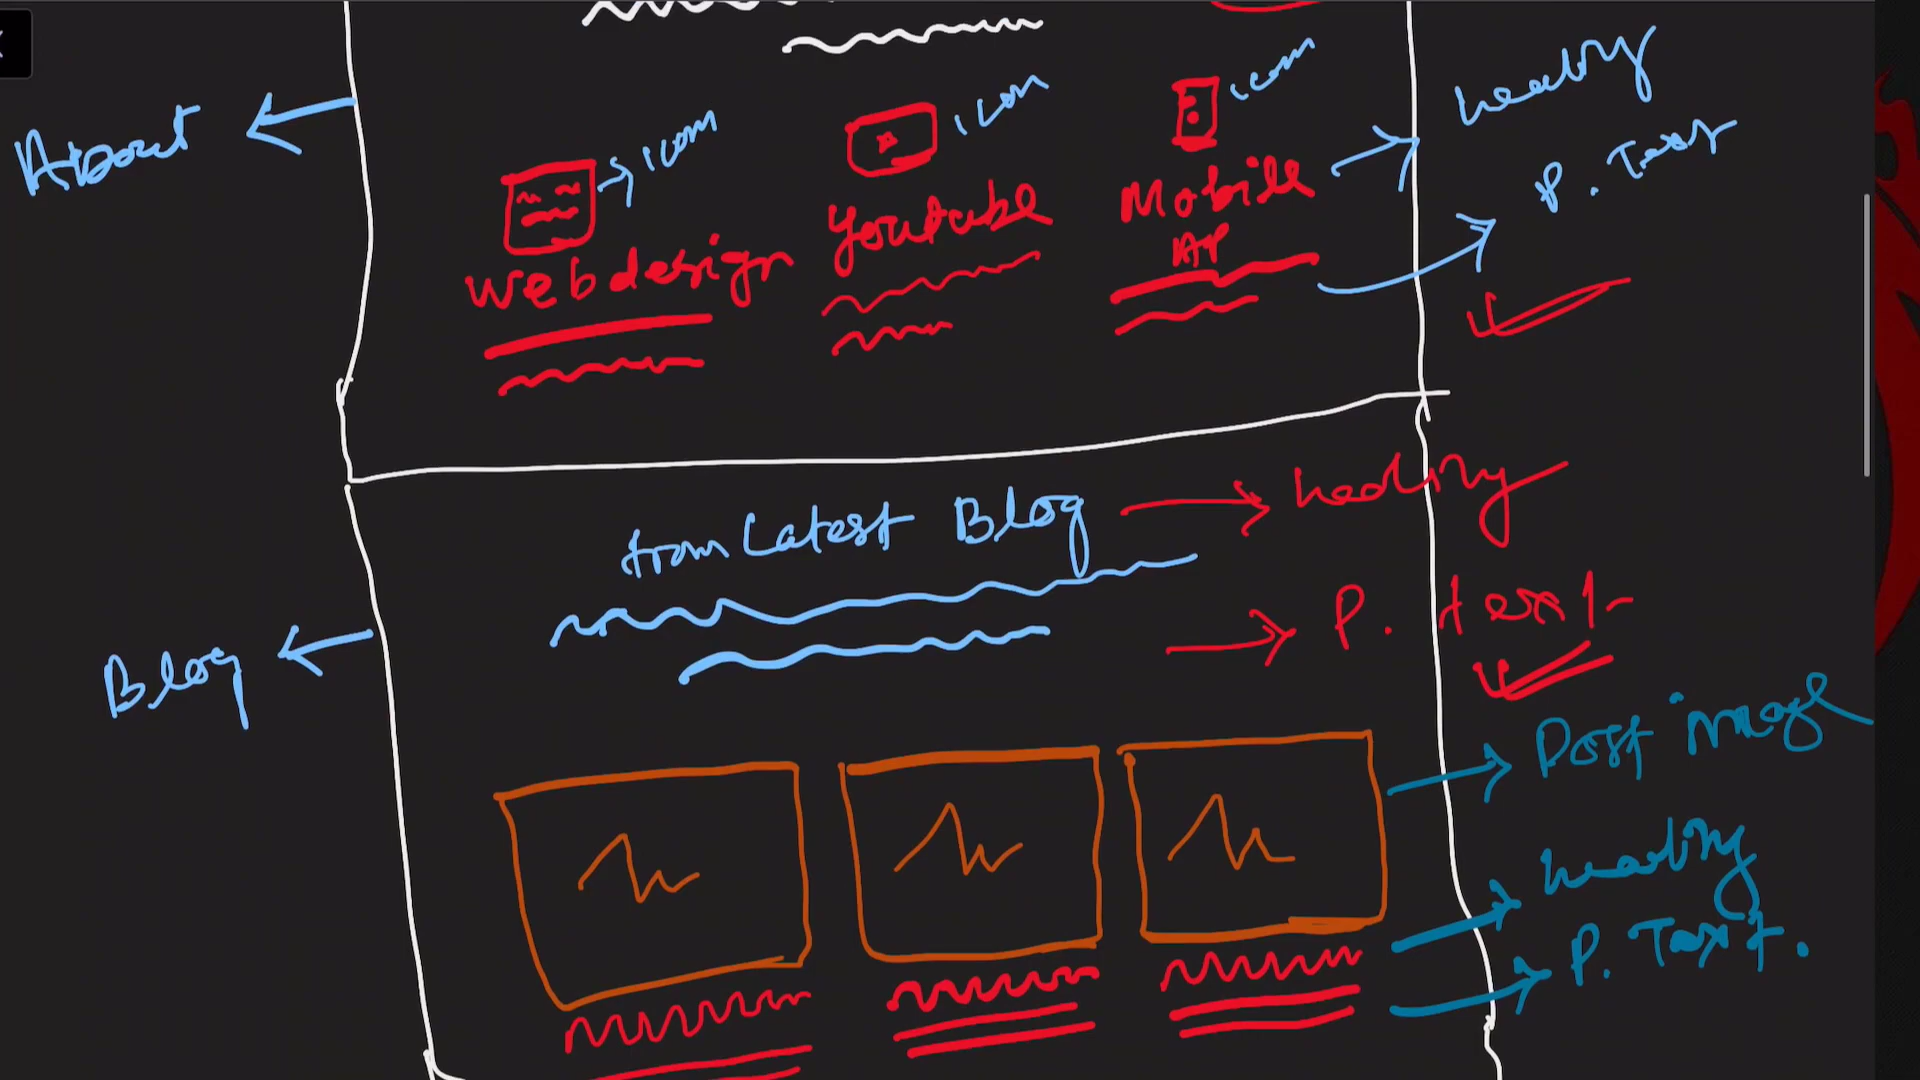 About
icon
icon
icon
heading
P. Text
Webdesign
Youtube
Mobile
AP
from Latest Blog
heading
P. text
Blog
Post image
heading
P. Text.